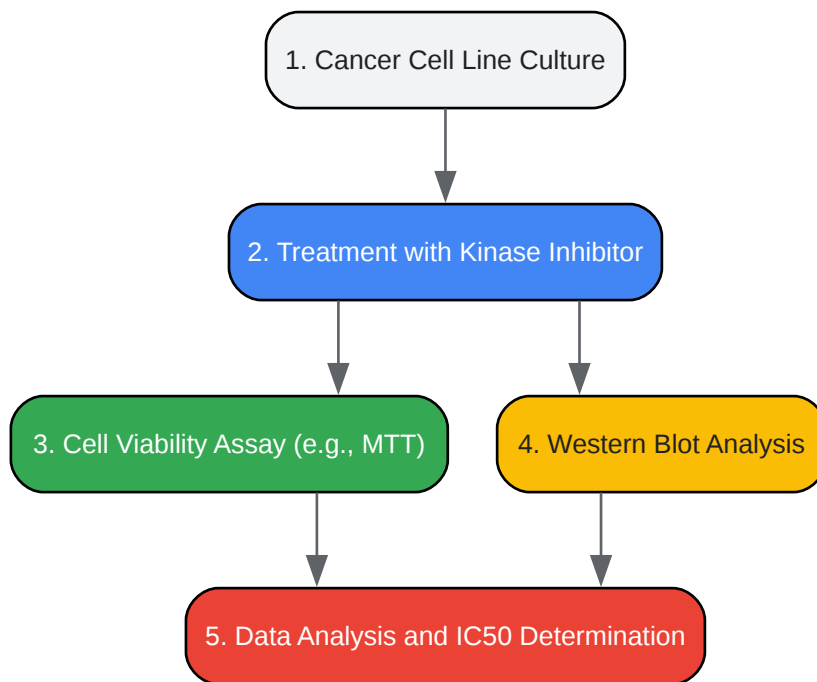 1. Cancer Cell Line Culture
2. Treatment with Kinase Inhibitor
3. Cell Viability Assay (e.g., MTT)
4. Western Blot Analysis
5. Data Analysis and IC50 Determination